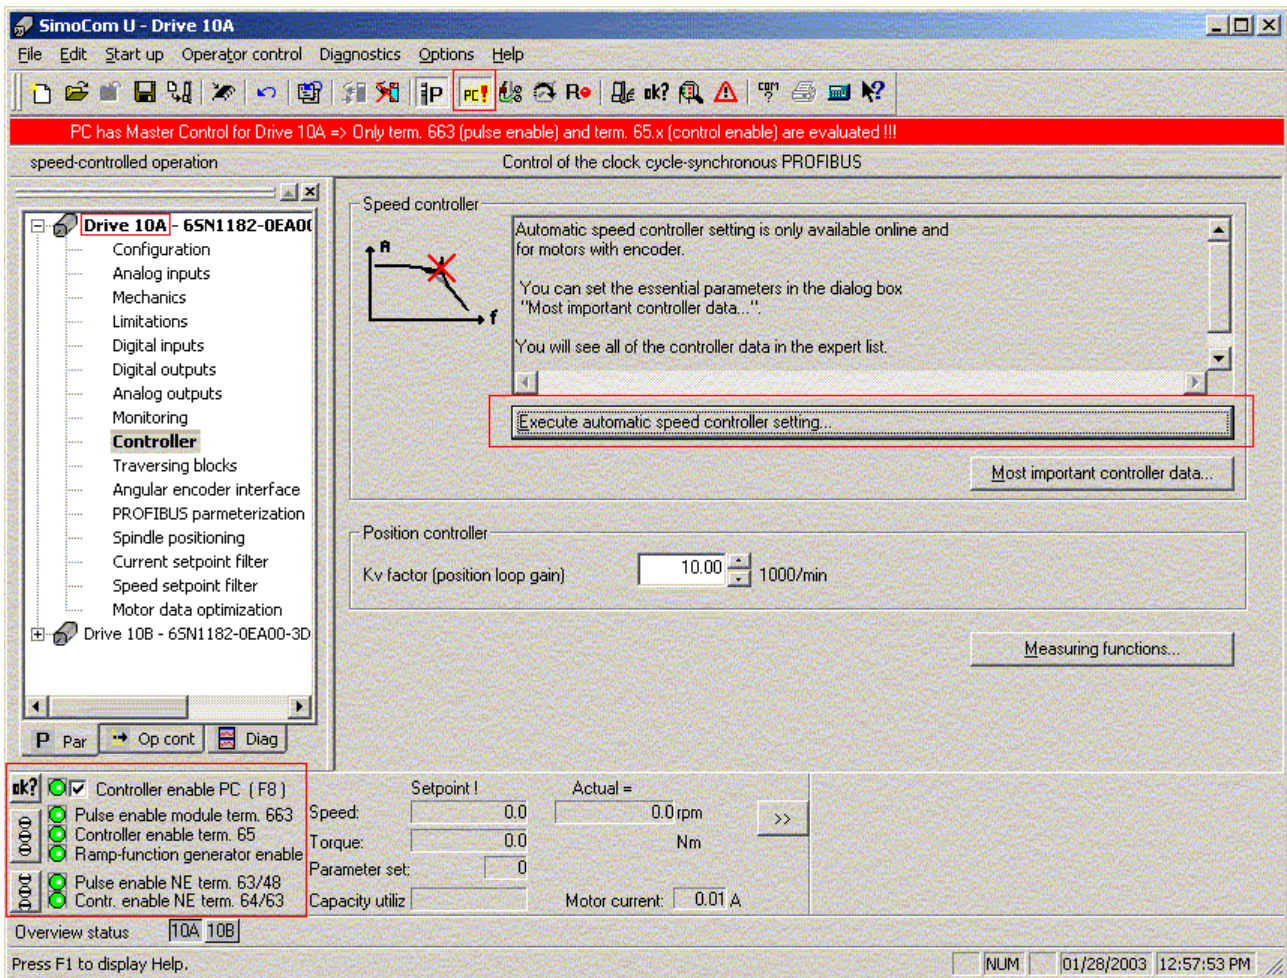 SimoCom U - Drive 10A
File Edit Start up Operator control Diagnostics Options Help
P PC! R ok? com ?
PC has Master Control for Drive 10A => Only term. 663 (pulse enable) and term. 65.x (control enable) are evaluated !!!
speed-controlled operation Control of the clock cycle-synchronous PROFIBUS
Drive 10A - 6SN1182-0EA00
Configuration
Analog inputs
Mechanics
Limitations
Digital inputs
Digital outputs
Analog outputs
Monitoring
Controller
Traversing blocks
Angular encoder interface
PROFIBUS parmeterization
Spindle positioning
Current setpoint filter
Speed setpoint filter
Motor data optimization
Drive 10B - 6SN1182-0EA00-3D
P Par Op cont Diag
Speed controller
A
f
Automatic speed controller setting is only available online and
for motors with encoder.
You can set the essential parameters in the dialog box
"Most important controller data...".
You will see all of the controller data in the expert list.
Execute automatic speed controller setting...
Most important controller data...
Position controller
Kv factor (position loop gain) 10.00 1000/min
Measuring functions...
ok? Controller enable PC ( F8 )
Pulse enable module term. 663
Controller enable term. 65
Ramp-function generator enable
Pulse enable NE term. 63/48
Contr. enable NE term. 64/63
Setpoint ! Actual =
Speed: 0.0 0.0 rpm >>
Torque: 0.0 Nm
Parameter set: 0
Capacity utiliz Motor current: 0.01 A
Overview status 10A 10B
Press F1 to display Help. NUM 01/28/2003 12:57:53 PM